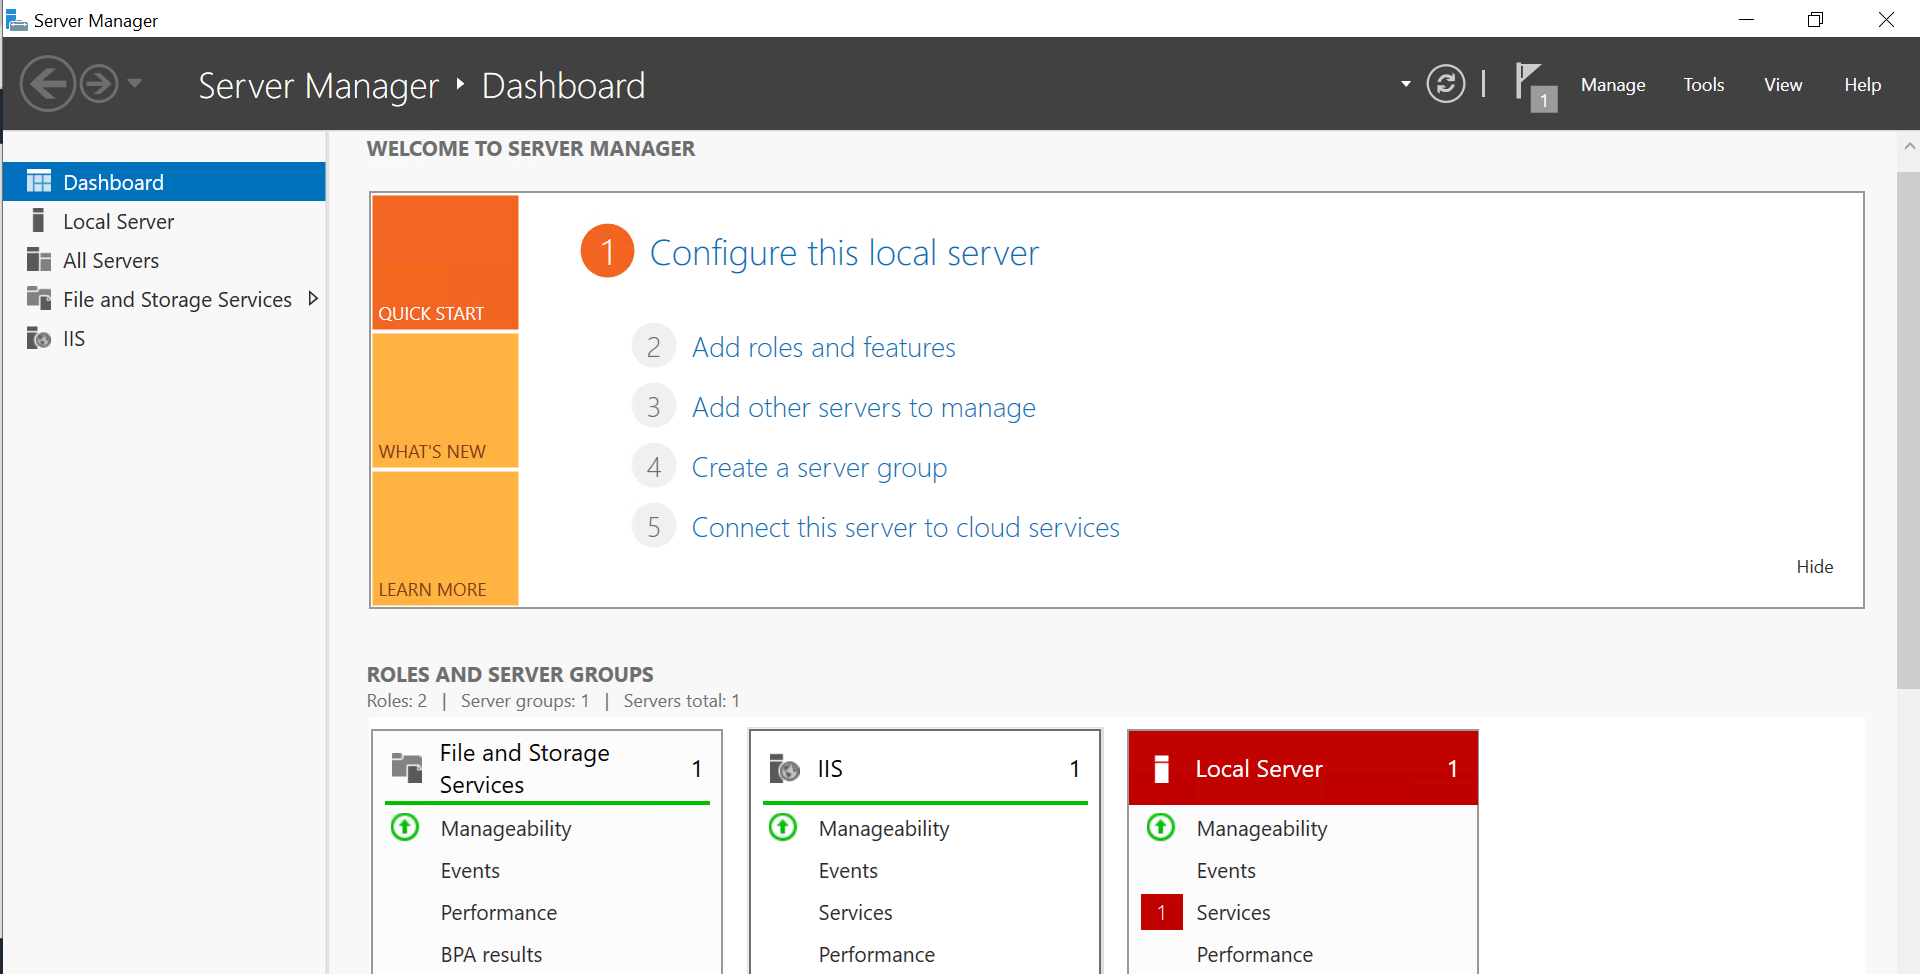 Server Manager
Server Manager Dashboard
1
Manage Tools View Help
Dashboard
Local Server
All Servers
File and Storage Services
IIS
WELCOME TO SERVER MANAGER
QUICK START
WHAT'S NEW
LEARN MORE
1 Configure this local server
2 Add roles and features
3 Add other servers to manage
4 Create a server group
5 Connect this server to cloud services
Hide
ROLES AND SERVER GROUPS
Roles: 2 | Server groups: 1 | Servers total: 1
File and Storage
Services
1
Manageability
Events
Performance
BPA results
IIS 1
Manageability
Events
Services
Performance
Local Server 1
Manageability
Events
1 Services
Performance